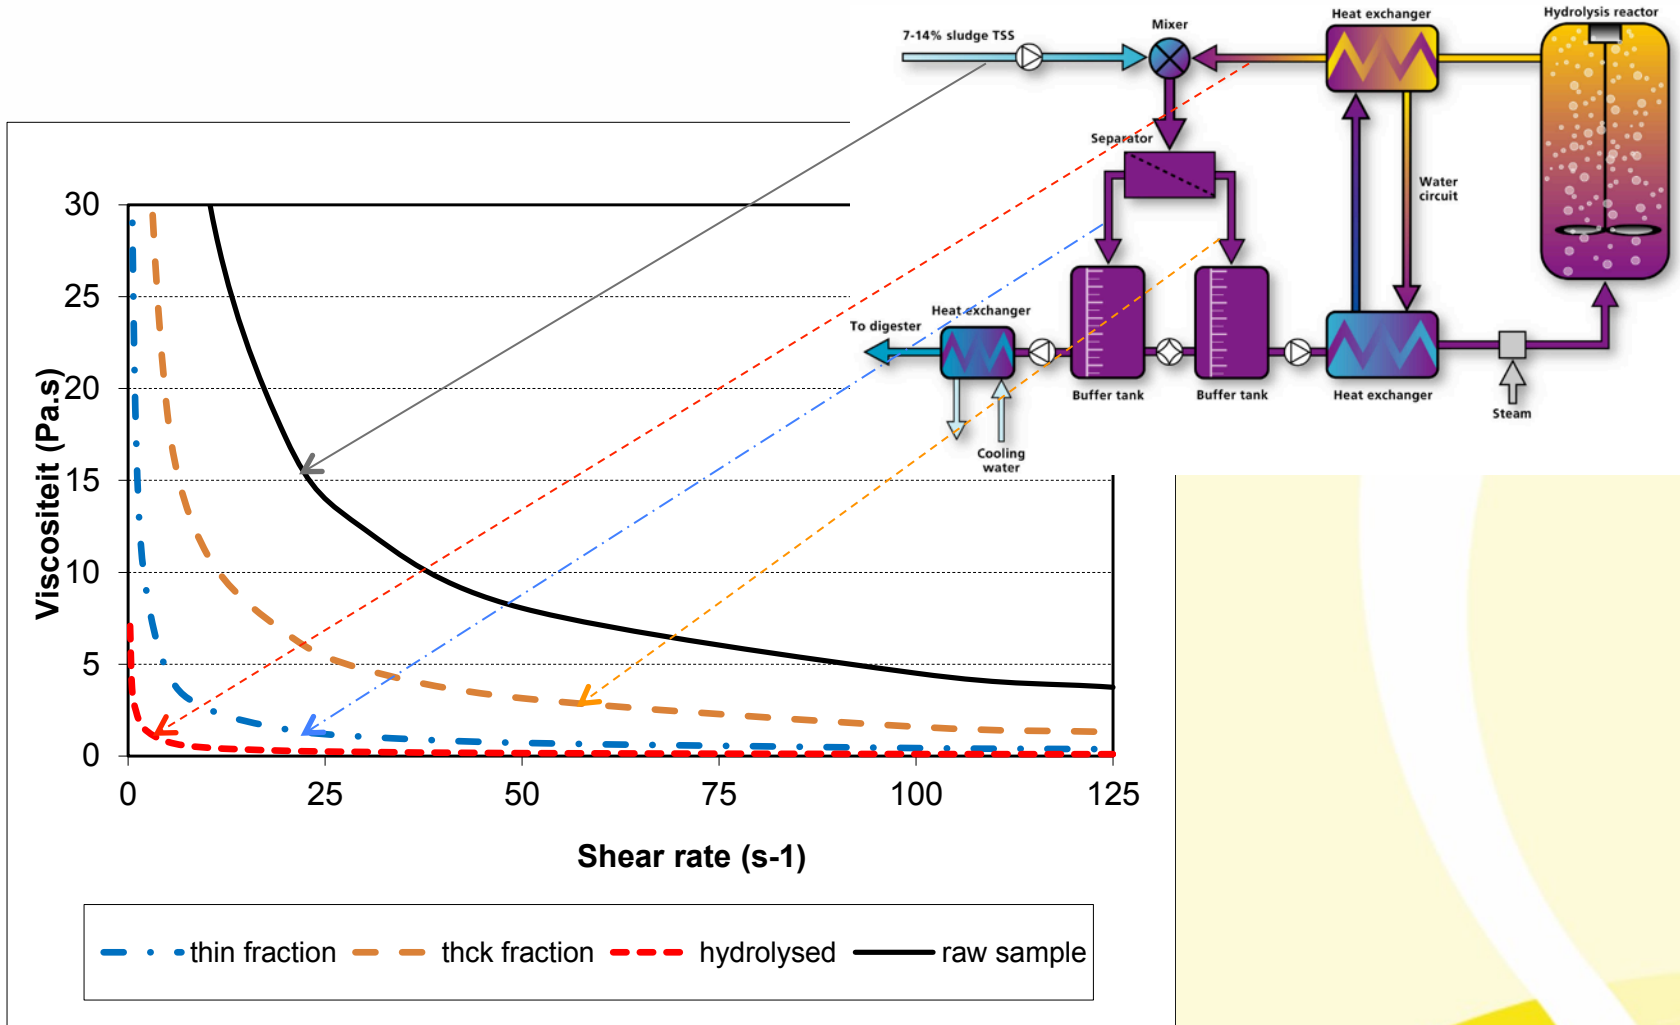 7-14% sludge TSS
Mixer
Heat exchanger
Hydrolysis reactor
Separator
Water
circuit
To digester
Heat exchanger
Buffer tank
Buffer tank
Heat exchanger
Steam
Cooling
water
30
25
20
15
10
5
0
Viscositeit (Pa.s)
0
25
50
75
100
125
Shear rate (s-1)
thin fraction
thck fraction
hydrolysed
raw sample